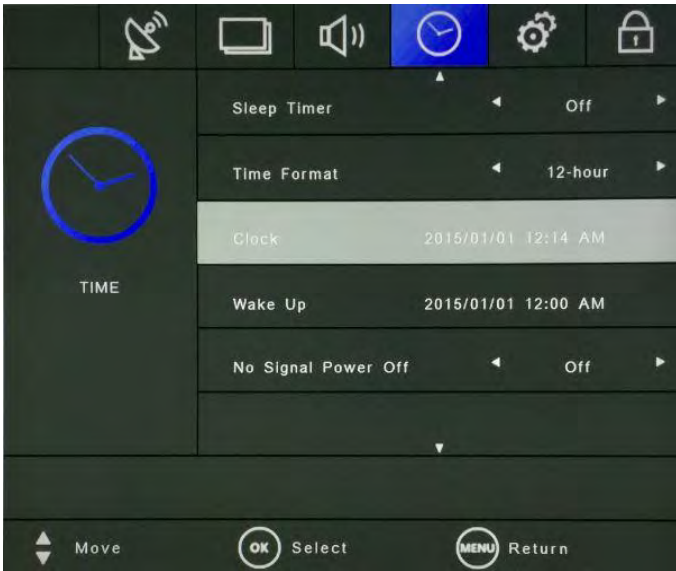 Sleep Timer Off
Time Format 12-hour
Clock 2015/01/01 12:14 AM
TIME
Wake Up 2015/01/01 12:00 AM
No Signal Power Off Off
Move OK Select MENU Return